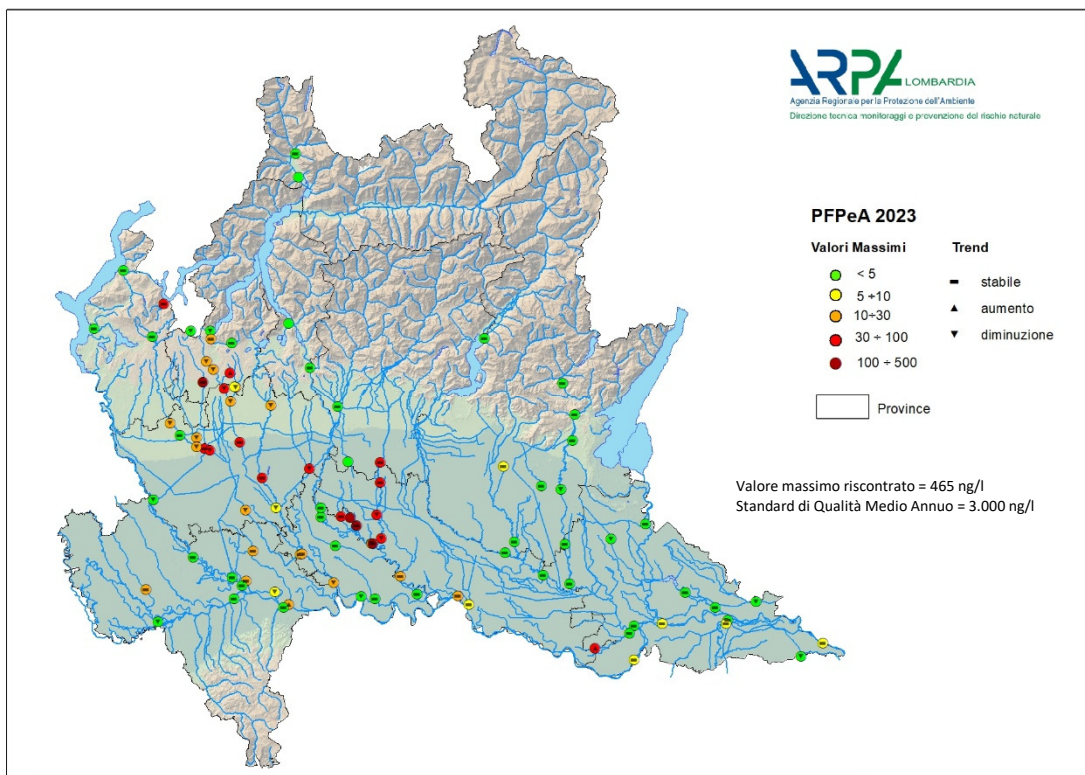 ARPA LOMBARDIA
Agenzia Regionale per la Protezione dell'Ambiente
Direzione tecnica monitoraggi e prevenzione del rischio naturale
PFPeA 2023
Valori Massimi Trend
< 5 stabile
5 ÷10 aumento
10÷30 diminuzione
30 ÷ 100
100 ÷ 500
Province
Valore massimo riscontrato = 465 ng/l
Standard di Qualità Medio Annuo = 3.000 ng/l